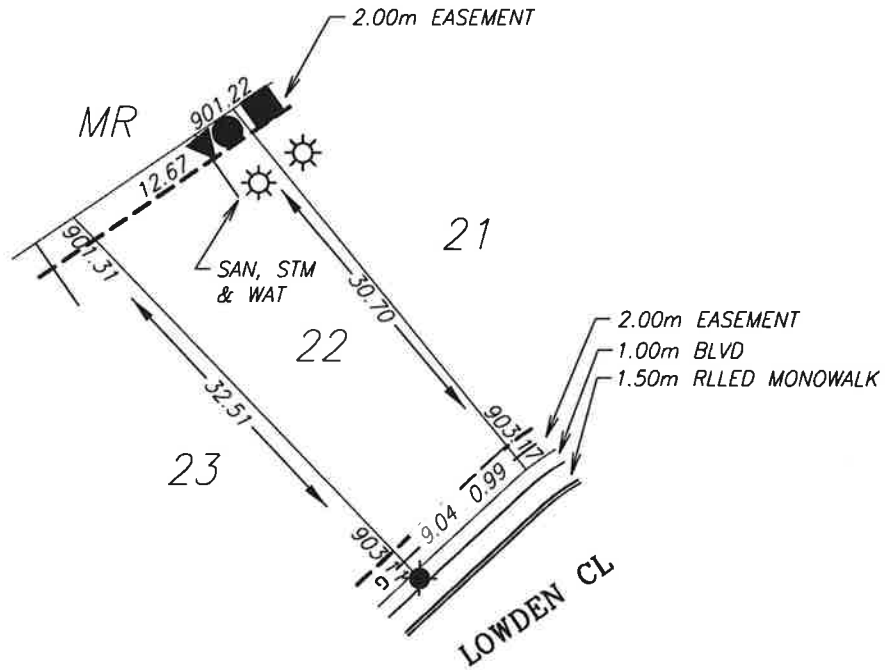 2.00m EASEMENT
MR
901.22
12.67
901.31
SAN, STM
& WAT
21
30.70
22
32.51
23
2.00m EASEMENT
1.00m BLVD
1.50m RLLED MONOWALK
903.17
0.99
9.04
903.11
G
LOWDEN CL